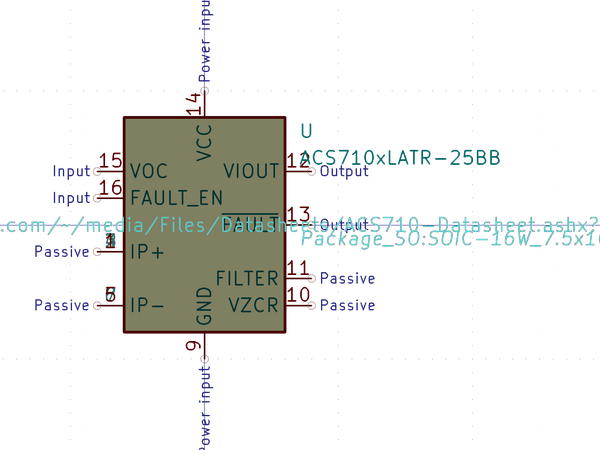 Power input
14
VCC
U
ACS710xLATR-25BB
15
VOC
VIOUT
12
Input
Output
16
FAULT_EN
Input
FAULT
13
Output
.com/~/media/Files/Datasheets/ACS710-Datasheet.ashx?
Package_SO:SOIC-16W_7.5x10
IP+
Passive
FILTER
11
Passive
IP-
Passive
VZCR
10
Passive
GND
9
Power input